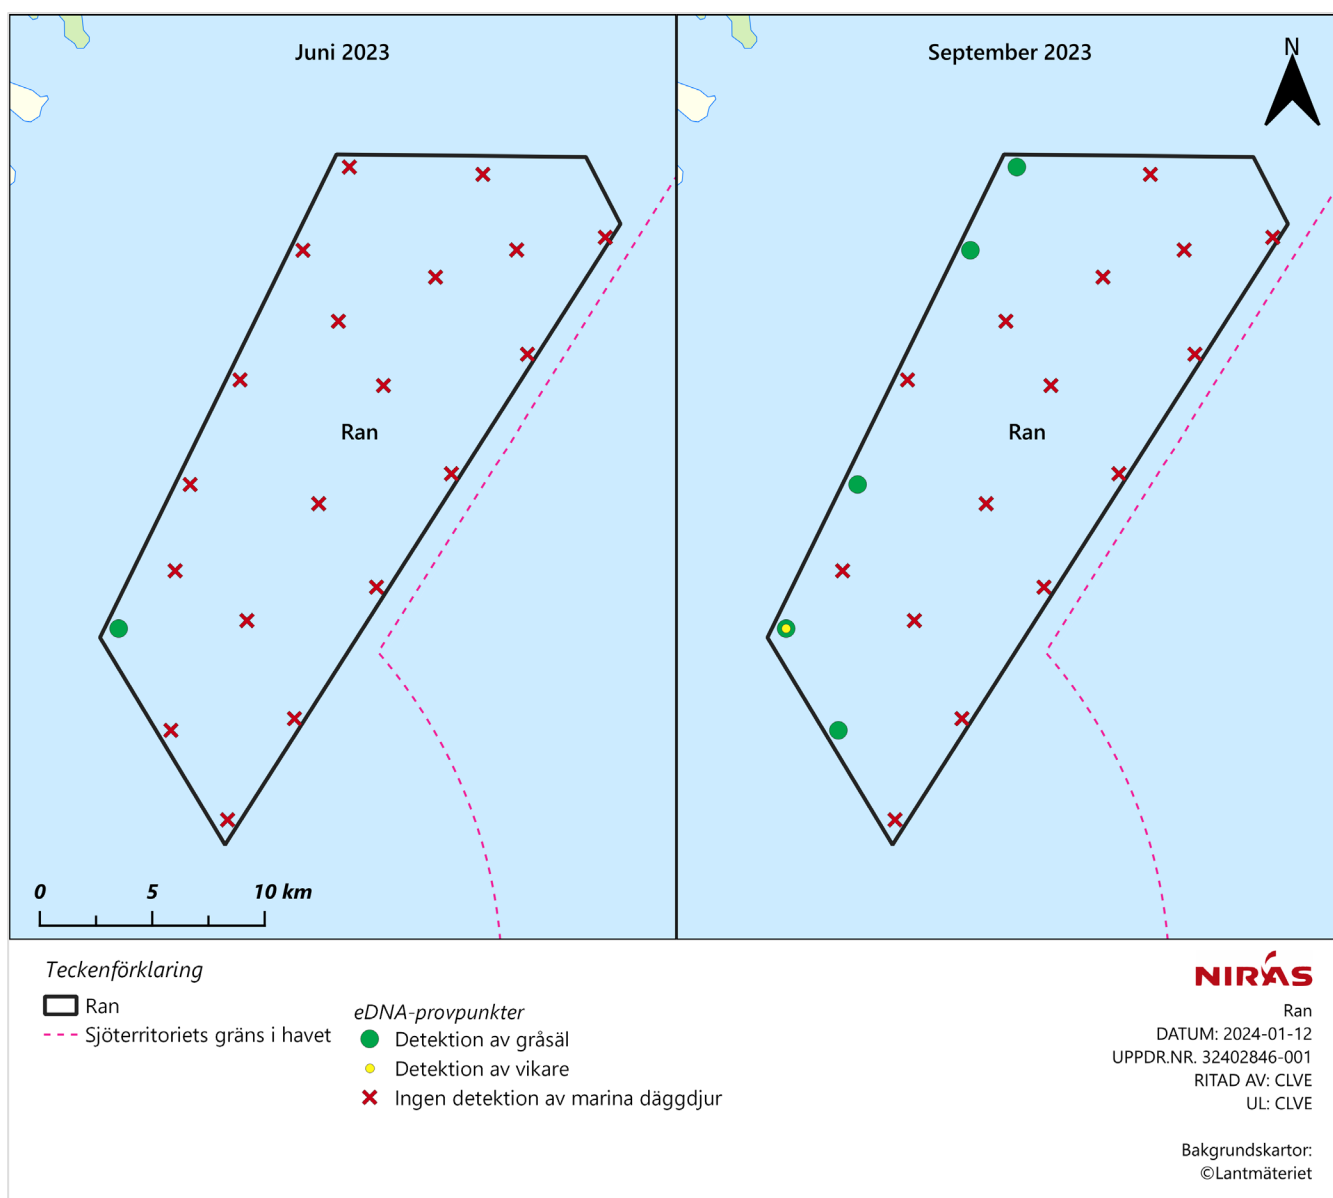 Juni 2023
September 2023
N
Ran
Ran
0 5 10 km
Teckenförklaring
Ran
Sjöterritoriets gräns i havet
eDNA-provpunkter
Detektion av gråsäl
Detektion av vikare
Ingen detektion av marina däggdjur
NIRÁS
Ran
DATUM: 2024-01-12
UPPDR.NR. 32402846-001
RITAD AV: CLVE
UL: CLVE
Bakgrundskartor:
©Lantmäteriet